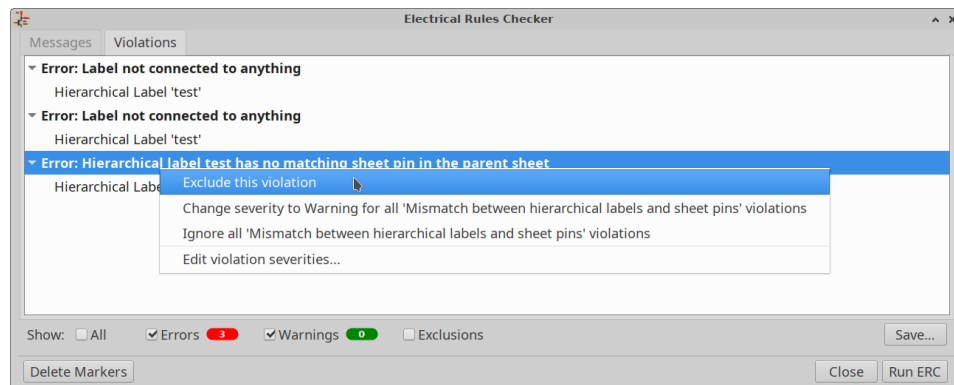 Electrical Rules Checker
Messages Violations
Error: Label not connected to anything
Hierarchical Label 'test'
Error: Label not connected to anything
Hierarchical Label 'test'
Error: Hierarchical label test has no matching sheet pin in the parent sheet
Hierarchical Labe
Exclude this violation
Change severity to Warning for all 'Mismatch between hierarchical labels and sheet pins' violations
Ignore all 'Mismatch between hierarchical labels and sheet pins' violations
Edit violation severities...
Show: All Errors 3 Warnings 0 Exclusions Save...
Delete Markers Close Run ERC